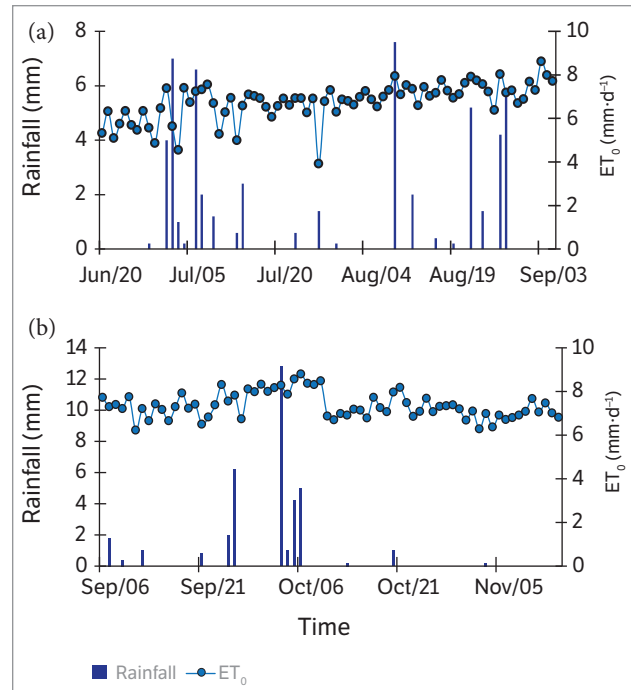 (a)
8
6
4
2
0
Rainfall (mm)
10
8
6
4
2
0
ET₀ (mm·d⁻¹)
Jun/20 Jul/05 Jul/20 Aug/04 Aug/19 Sep/03
(b)
14
12
10
8
6
4
2
0
Rainfall (mm)
10
8
6
4
2
0
ET₀ (mm·d⁻¹)
Sep/06 Sep/21 Oct/06 Oct/21 Nov/05
Time
Rainfall ET₀